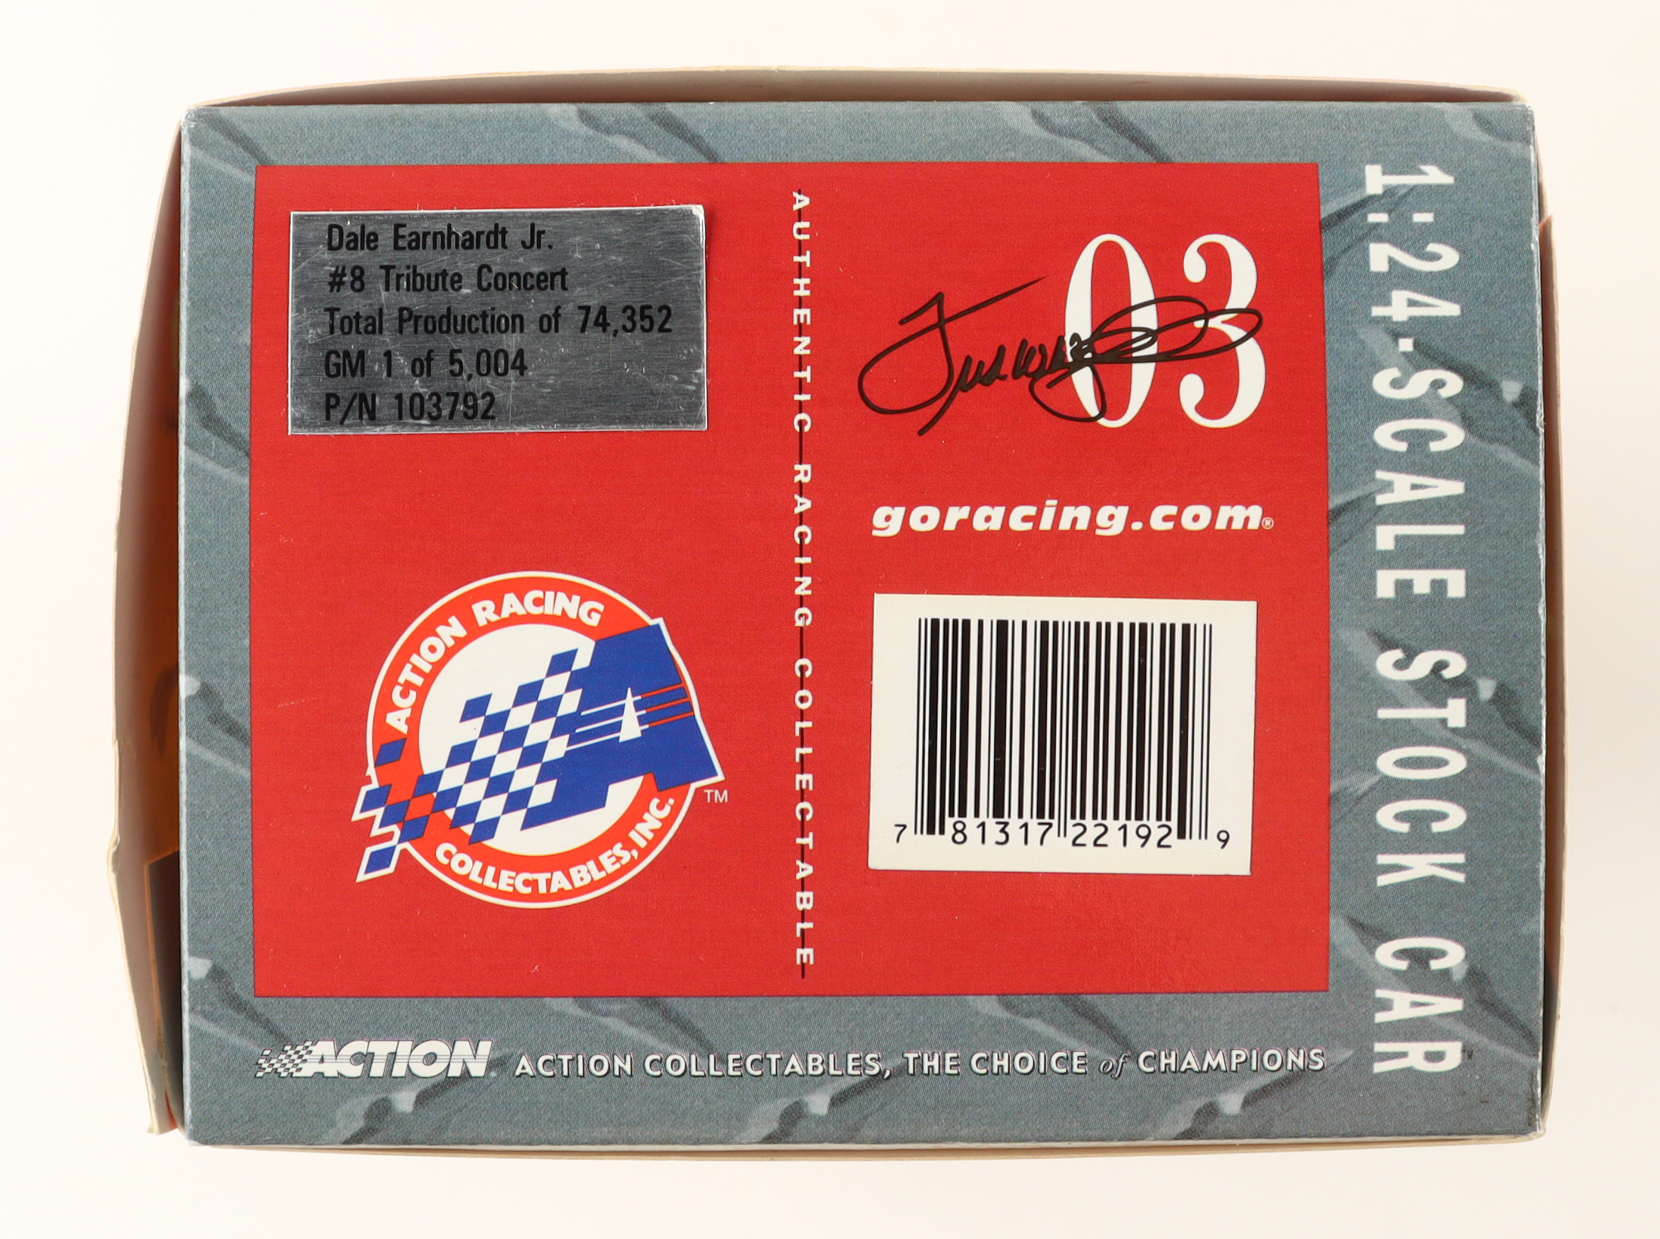 Dale Earnhardt Jr.
#8 Tribute Concert
Total Production of 74,352
GM 1 of 5,004
P/N 103792
ACTION RACING
COLLECTABLES, INC.
TM
AUTHENTIC RACING COLLECTABLE
03
goracing.com®
7 81317 22192 9
1:24-SCALE STOCK CAR
ACTION
ACTION COLLECTABLES, THE CHOICE of CHAMPIONS